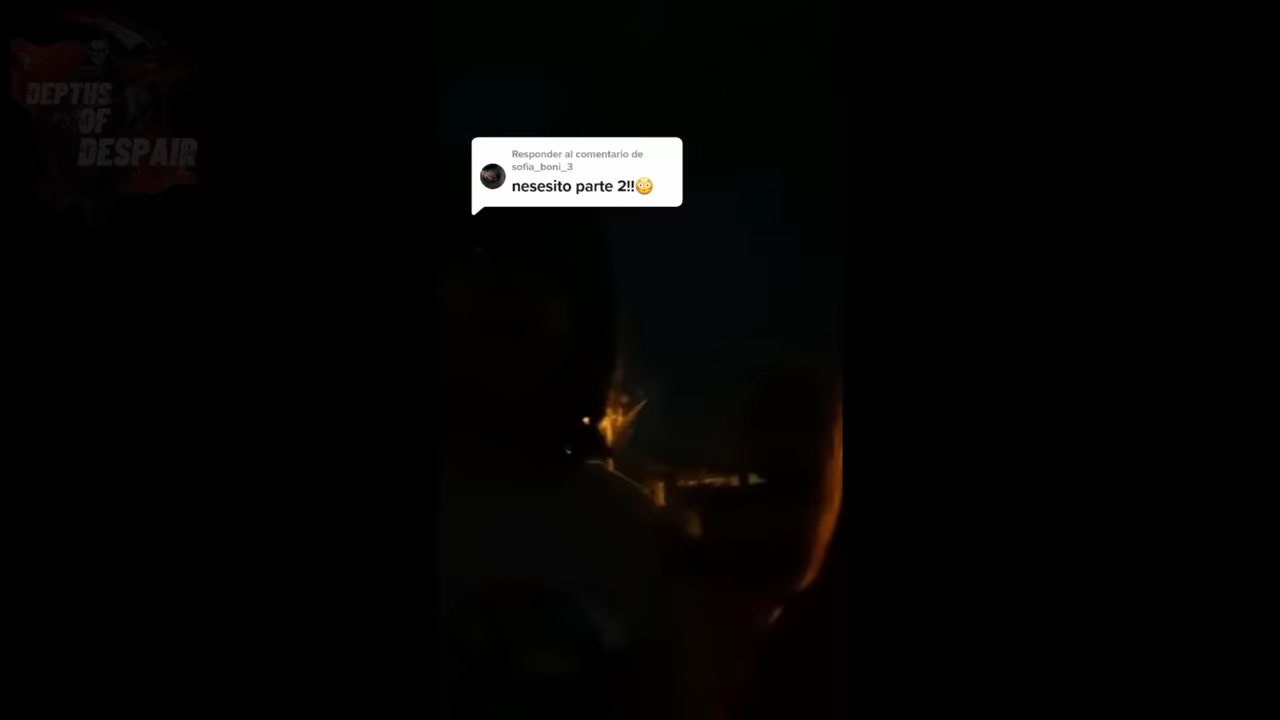 DEPTHS
OF
DESPAIR
Responder al comentario de
sofia_boni_3
nesesito parte 2!!😳